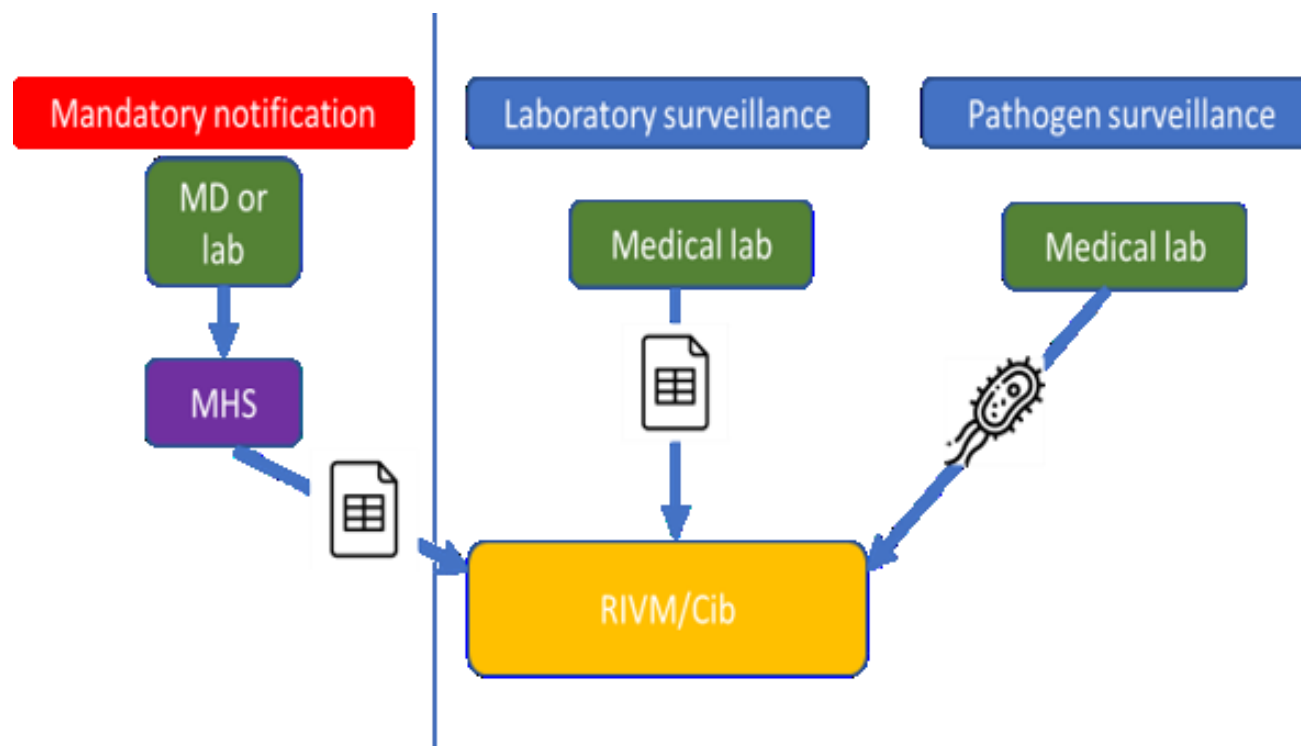 Mandatory notification
Laboratory surveillance
Pathogen surveillance
MD or
lab
Medical lab
Medical lab
MHS
RIVM/Cib